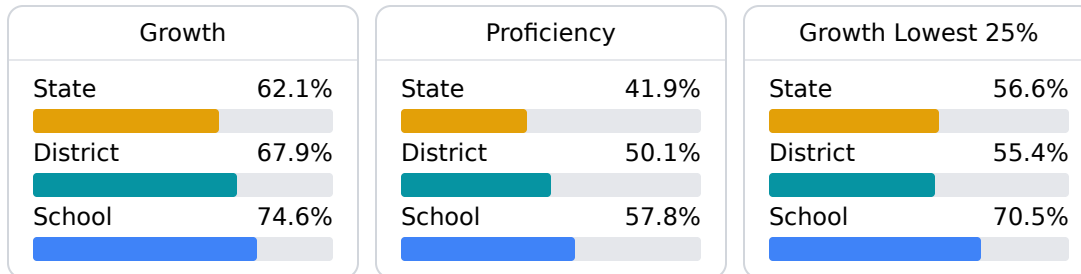 Growth
State 62.1%
District 67.9%
School 74.6%
Proficiency
State 41.9%
District 50.1%
School 57.8%
Growth Lowest 25%
State 56.6%
District 55.4%
School 70.5%